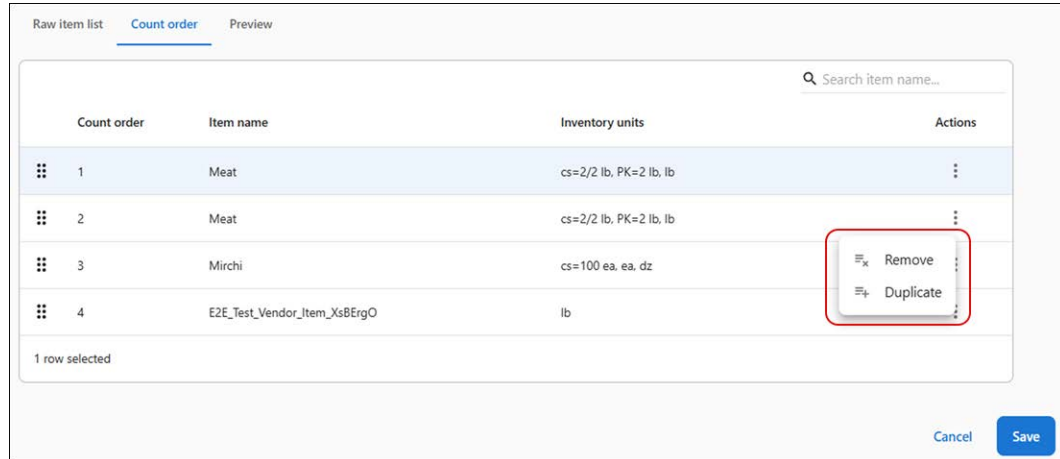 Raw item list Count order Preview
Search item name...
Count order Item name Inventory units Actions
1 Meat cs=2/2 lb, PK=2 lb, lb
2 Meat cs=2/2 lb, PK=2 lb, lb
3 Mirchi cs=100 ea, ea, dz
Remove
Duplicate
4 E2E_Test_Vendor_Item_XsBErgO lb
1 row selected
Cancel Save